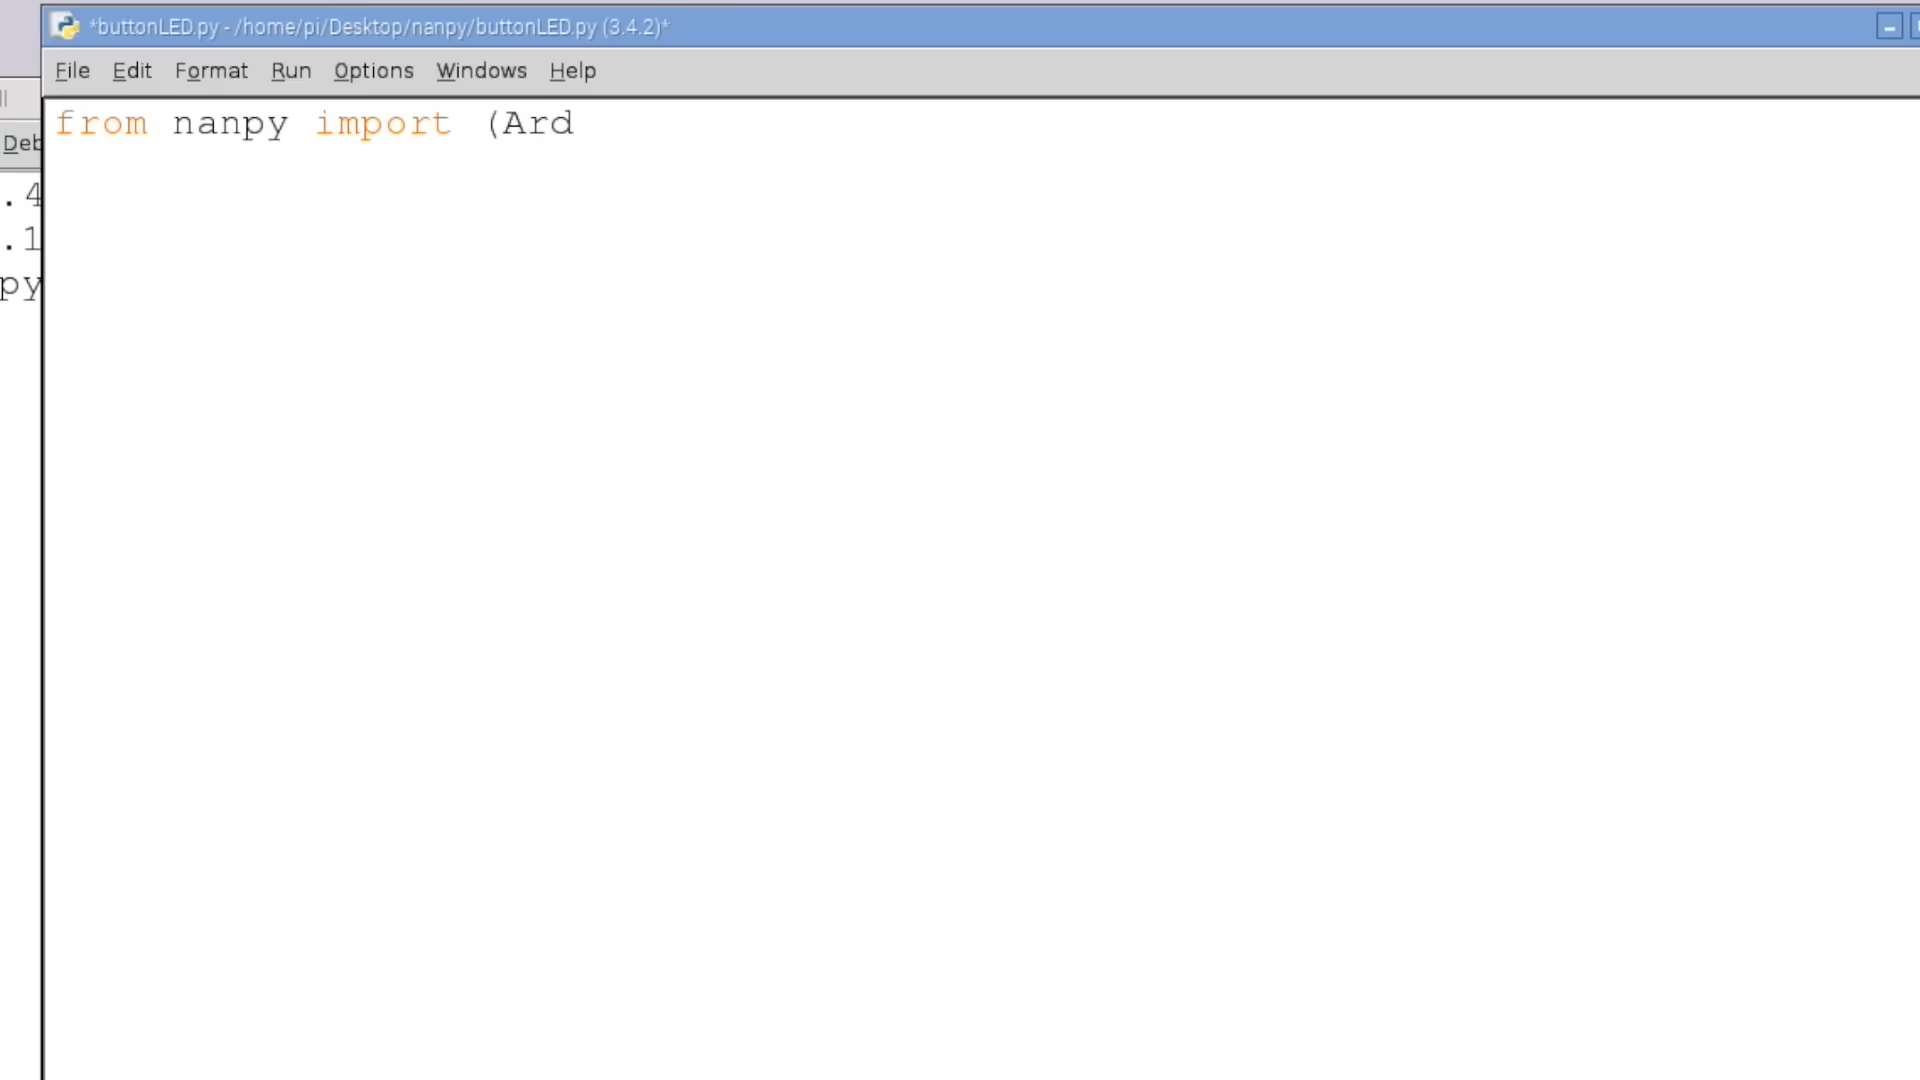 *buttonLED.py - /home/pi/Desktop/nanpy/buttonLED.py (3.4.2)*
File Edit Format Run Options Windows Help
from nanpy import (Ard
Deb
.4
.1
py